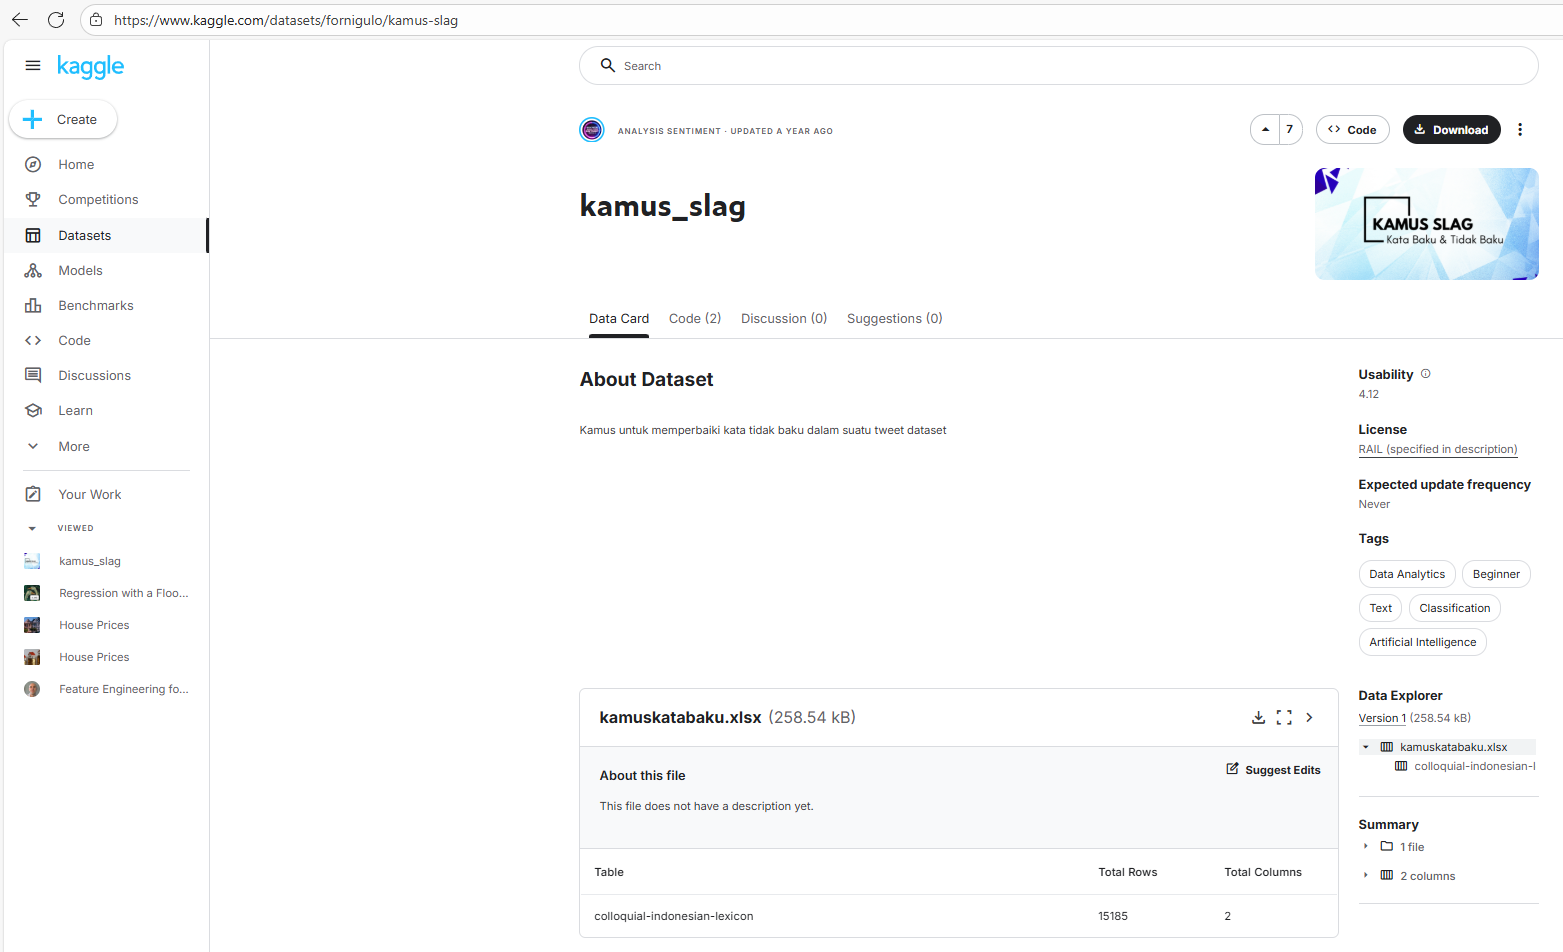 https://www.kaggle.com/datasets/fornigulo/kamus-slag
kaggle
Search
Create
Home
Competitions
Datasets
Models
Benchmarks
Code
Discussions
Learn
More
Your Work
VIEWED
kamus_slag
Regression with a Floo...
House Prices
House Prices
Feature Engineering fo...
ANALYSIS SENTIMENT · UPDATED A YEAR AGO
7
Code
Download
kamus_slag
KAMUS SLAG
Kata Baku & Tidak Baku
Data Card Code (2) Discussion (0) Suggestions (0)
About Dataset
Kamus untuk memperbaiki kata tidak baku dalam suatu tweet dataset
Usability
4.12
License
RAIL (specified in description)
Expected update frequency
Never
Tags
Data Analytics Beginner
Text Classification
Artificial Intelligence
kamuskatabaku.xlsx (258.54 kB)
About this file
Suggest Edits
This file does not have a description yet.
Table Total Rows Total Columns
colloquial-indonesian-lexicon 15185 2
Data Explorer
Version 1 (258.54 kB)
kamuskatabaku.xlsx
colloquial-indonesian-l
Summary
1 file
2 columns